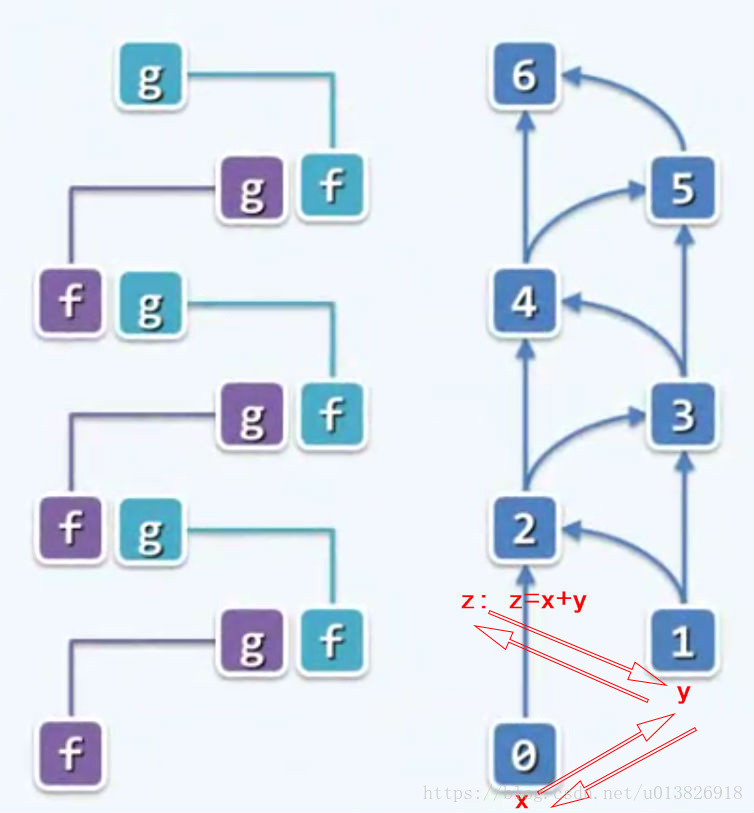 g 6
g f 5
f g 4
g f 3
f g 2
z: z=x+y
g f 1
y
f 0
https://blog.csdn.net/u013826918
x